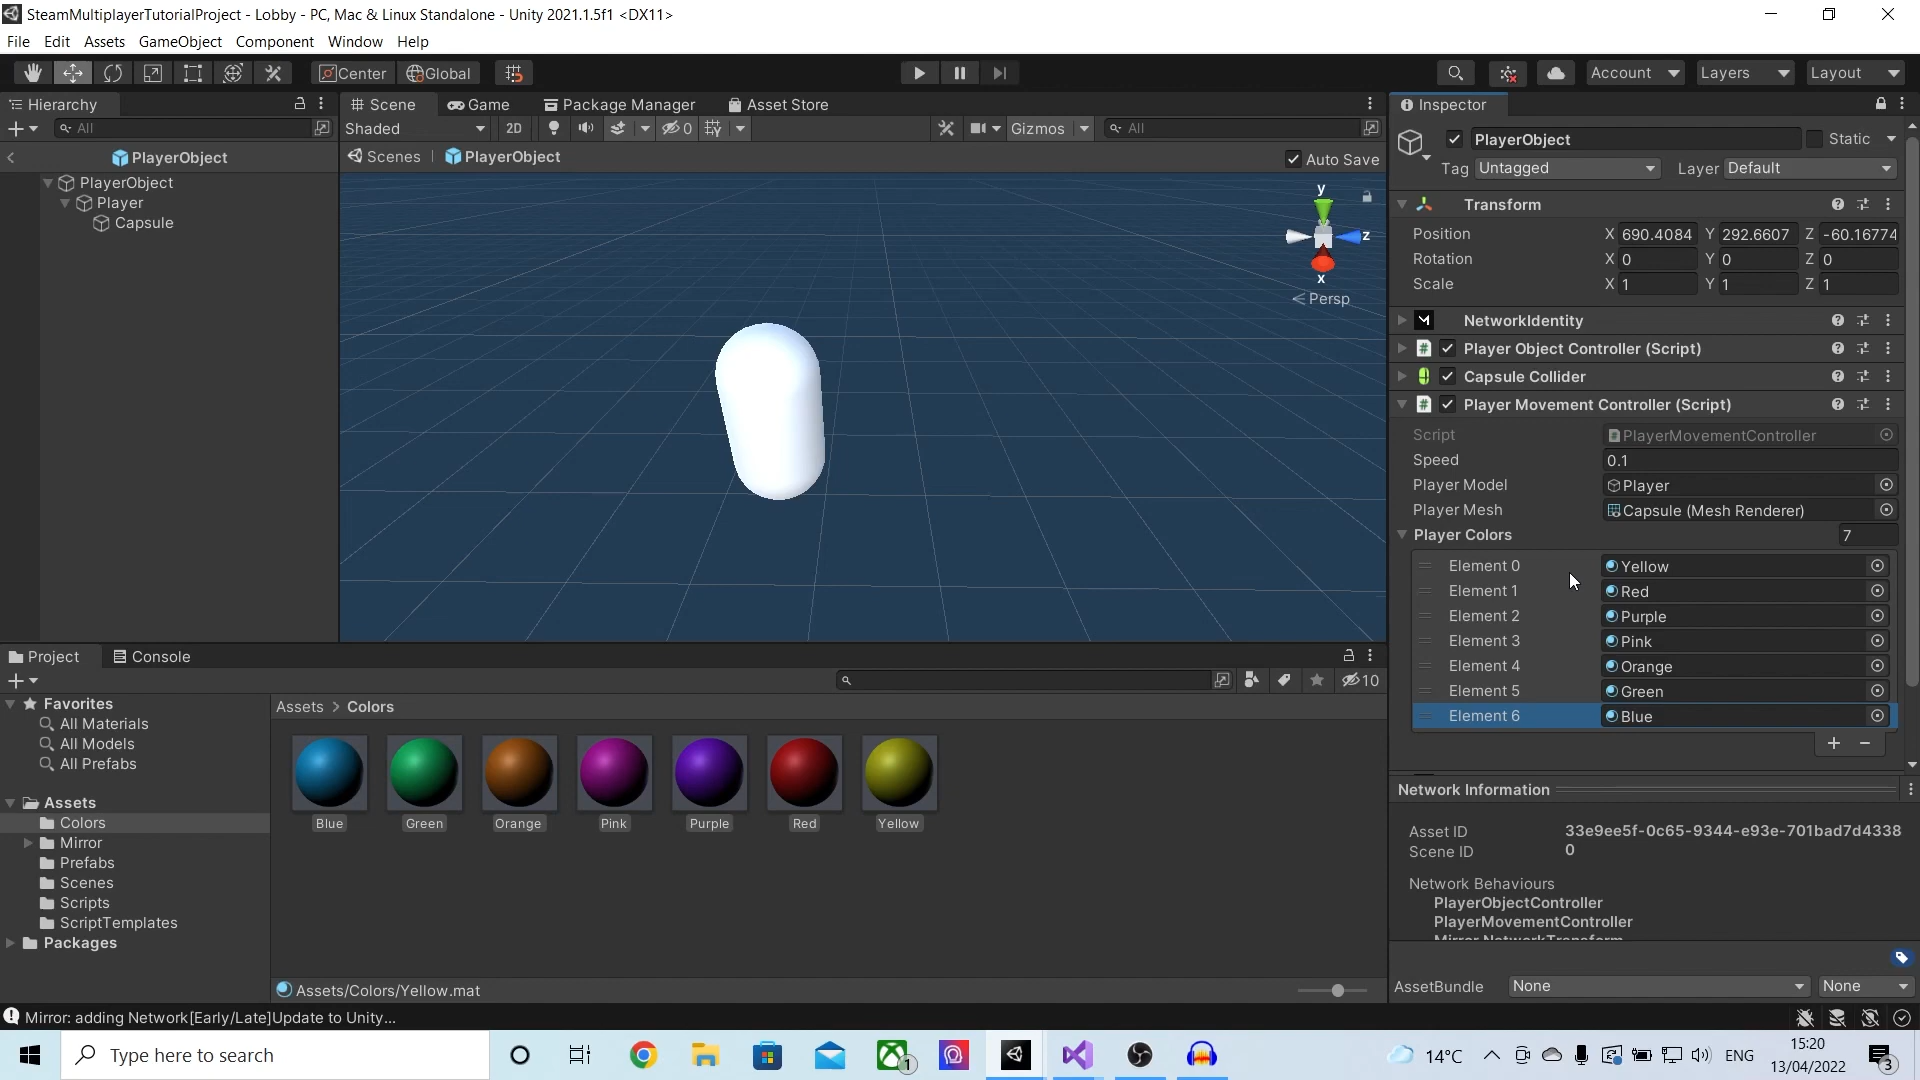 SteamMultiplayerTutorialProject - Lobby - PC, Mac & Linux Standalone - Unity 2021.1.5f1 <DX11>
File Edit Assets GameObject Component Window Help
Center Global Account Layers Layout
Hierarchy
All
PlayerObject
PlayerObject
Player
Capsule
Scene Game Package Manager Asset Store
Shaded 2D 0 Gizmos All
Scenes PlayerObject Auto Save
y
z
x
Persp
Inspector
PlayerObject Static
Tag Untagged Layer Default
Transform
Position X 690.4084 Y 292.6607 Z -60.16774
Rotation X 0 Y 0 Z 0
Scale X 1 Y 1 Z 1
NetworkIdentity
Player Object Controller (Script)
Capsule Collider
Player Movement Controller (Script)
Script PlayerMovementController
Speed 0.1
Player Model Player
Player Mesh Capsule (Mesh Renderer)
Player Colors 7
Element 0 Yellow
Element 1 Red
Element 2 Purple
Element 3 Pink
Element 4 Orange
Element 5 Green
Element 6 Blue
Network Information
Asset ID 33e9ee5f-0c65-9344-e93e-701bad7d4338
Scene ID 0
Network Behaviours
PlayerObjectController
PlayerMovementController
Mirror.NetworkTransform
AssetBundle None None
Project Console
10
Favorites
All Materials
All Models
All Prefabs
Assets
Colors
Mirror
Prefabs
Scenes
Scripts
ScriptTemplates
Packages
Assets > Colors
Blue Green Orange Pink Purple Red Yellow
Assets/Colors/Yellow.mat
Mirror: adding Network[Early/Late]Update to Unity...
Type here to search
1
14°C
ENG
15:20
13/04/2022
3